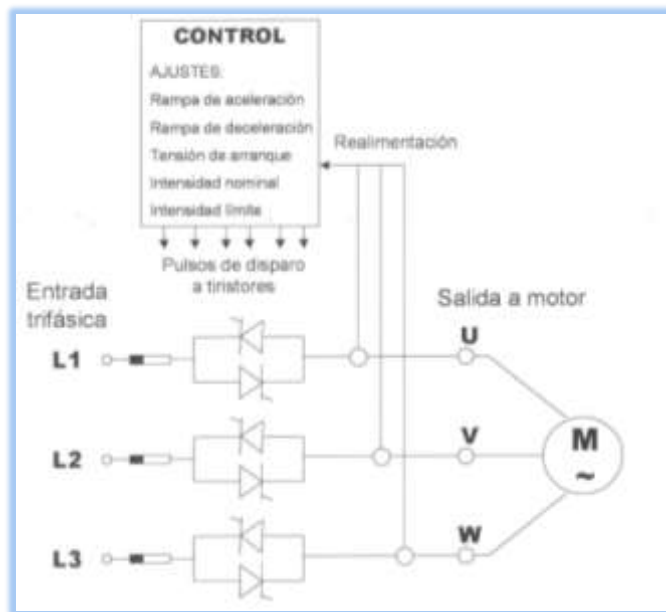 CONTROL
AJUSTES:
Rampa de aceleración
Rampa de deceleración
Tensión de arranque
Intensidad nominal
Intensidad límite
Realimentación
Pulsos de disparo
a tiristores
Entrada
trifásica
Salida a motor
L1
U
L2
V
M
~
L3
W